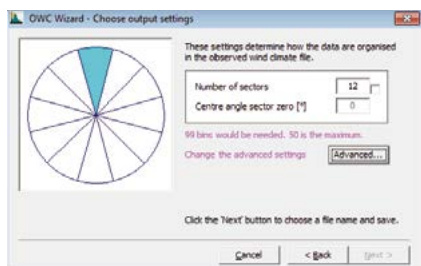 OWC Wizard - Choose output settings
These settings determine how the data are organised
in the observed wind climate file.
Number of sectors 12
Centre angle sector zero [°] 0
99 bins would be needed. 50 is the maximum.
Change the advanced settings Advanced...
Click the 'Next' button to choose a file name and save.
Cancel < Back Next >